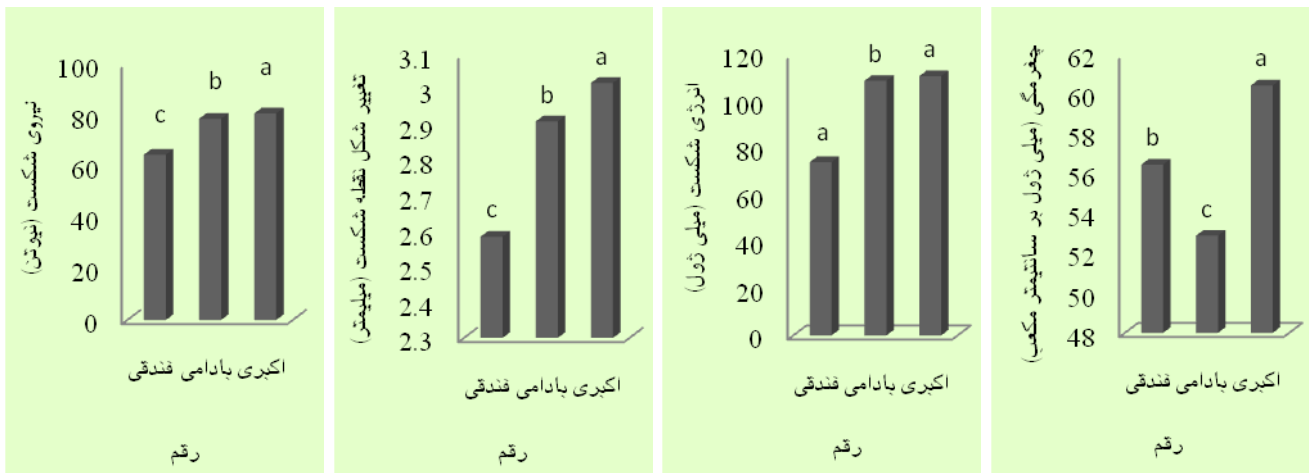 نیروی شکست (نیوتن)
100
80
60
40
20
0
c
b
a
اکبری بادامی فندقی
رقم
تغییر شکل نقطه شکست (میلیمتر)
3.1
3
2.9
2.8
2.7
2.6
2.5
2.4
2.3
c
b
a
اکبری بادامی فندقی
رقم
انرژی شکست (میلی ژول)
120
100
80
60
40
20
0
a
b
a
اکبری بادامی فندقی
رقم
چغرمگی (میلی ژول بر سانتیمتر مکعب)
62
60
58
56
54
52
50
48
b
c
a
اکبری بادامی فندقی
رقم